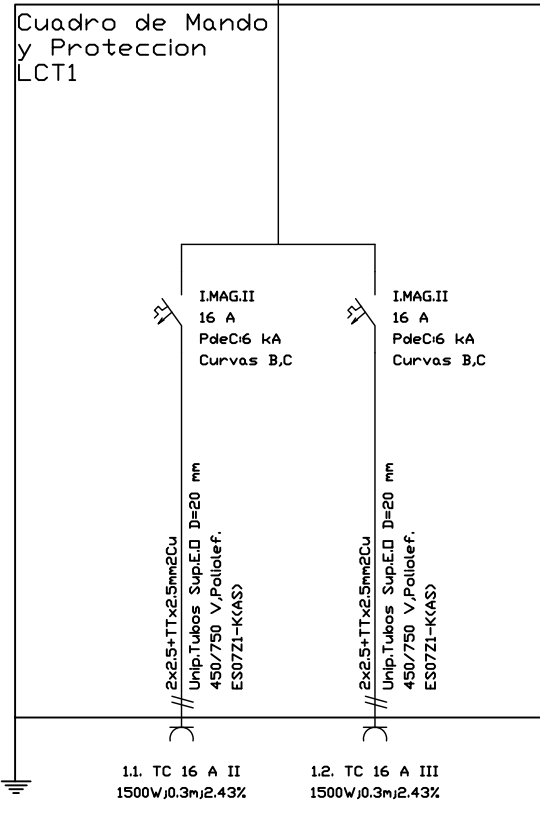 Cuadro de Mando
y Proteccion
LCT1
I.MAG.II
16 A
PdeC:6 kA
Curvas B,C
I.MAG.II
16 A
PdeC:6 kA
Curvas B,C
2x2.5+TTx2.5mm2Cu
Unip.Tubos Sup.E.O D=20 mm
450/750 V,Poliolef.
ES07Z1-K(AS)
2x2.5+TTx2.5mm2Cu
Unip.Tubos Sup.E.O D=20 mm
450/750 V,Poliolef.
ES07Z1-K(AS)
1.1. TC 16 A II
1500W;0.3m;2.43%
1.2. TC 16 A III
1500W;0.3m;2.43%